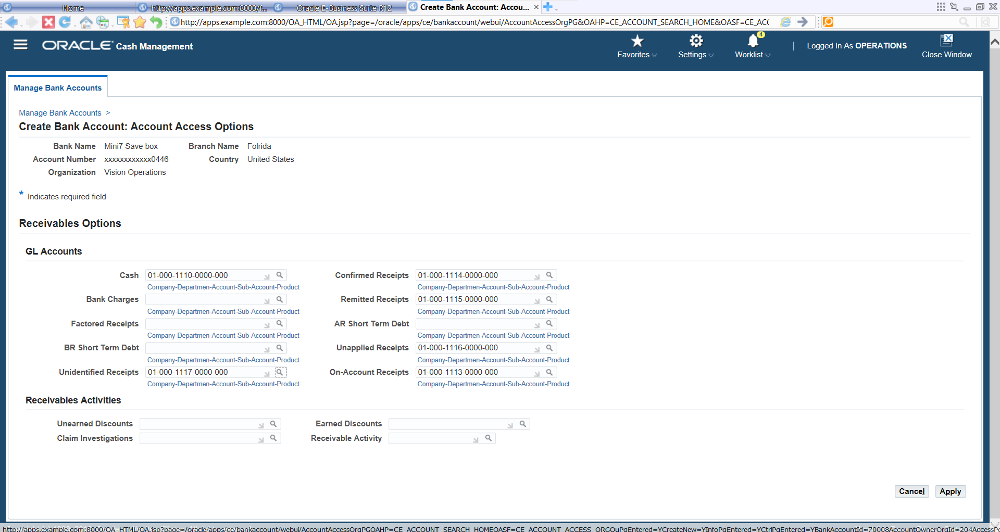 Home
http://apps.example.com:8000/f...
Oracle E-Business Suite R12
Create Bank Account: Accou...
http://apps.example.com:8000/OA_HTML/OA.jsp?page=/oracle/apps/ce/bankaccount/webui/AccountAccessOrgPG&OAHP=CE_ACCOUNT_SEARCH_HOME&OASF=CE_ACC
ORACLE Cash Management
Favorites
Settings
4
Worklist
Logged In As OPERATIONS
Close Window
Manage Bank Accounts
Manage Bank Accounts >
Create Bank Account: Account Access Options
Bank Name Mini7 Save box Branch Name Folrida
Account Number xxxxxxxxxxxx0446 Country United States
Organization Vision Operations
* Indicates required field
Receivables Options
GL Accounts
Cash 01-000-1110-0000-000 Confirmed Receipts 01-000-1114-0000-000
Company-Departmen-Account-Sub-Account-Product Company-Departmen-Account-Sub-Account-Product
Bank Charges Remitted Receipts 01-000-1115-0000-000
Company-Departmen-Account-Sub-Account-Product Company-Departmen-Account-Sub-Account-Product
Factored Receipts AR Short Term Debt
Company-Departmen-Account-Sub-Account-Product Company-Departmen-Account-Sub-Account-Product
BR Short Term Debt Unapplied Receipts 01-000-1116-0000-000
Company-Departmen-Account-Sub-Account-Product Company-Departmen-Account-Sub-Account-Product
Unidentified Receipts 01-000-1117-0000-000 On-Account Receipts 01-000-1113-0000-000
Company-Departmen-Account-Sub-Account-Product Company-Departmen-Account-Sub-Account-Product
Receivables Activities
Unearned Discounts Earned Discounts
Claim Investigations Receivable Activity
Cancel Apply
http://apps.example.com:8000/OA_HTML/OA.jsp?page=/oracle/apps/ce/bankaccount/webui/AccountAccessOrgPGOAHP=CE_ACCOUNT_SEARCH_HOMEOASF=CE_ACCOUNT_ACCESS_ORGOuPgEntered=YCreateNew=YInfoPgEntered=YCtrlPgEntered=YBankAccountId=70008AccountOwnerOrgId=204AccessPg